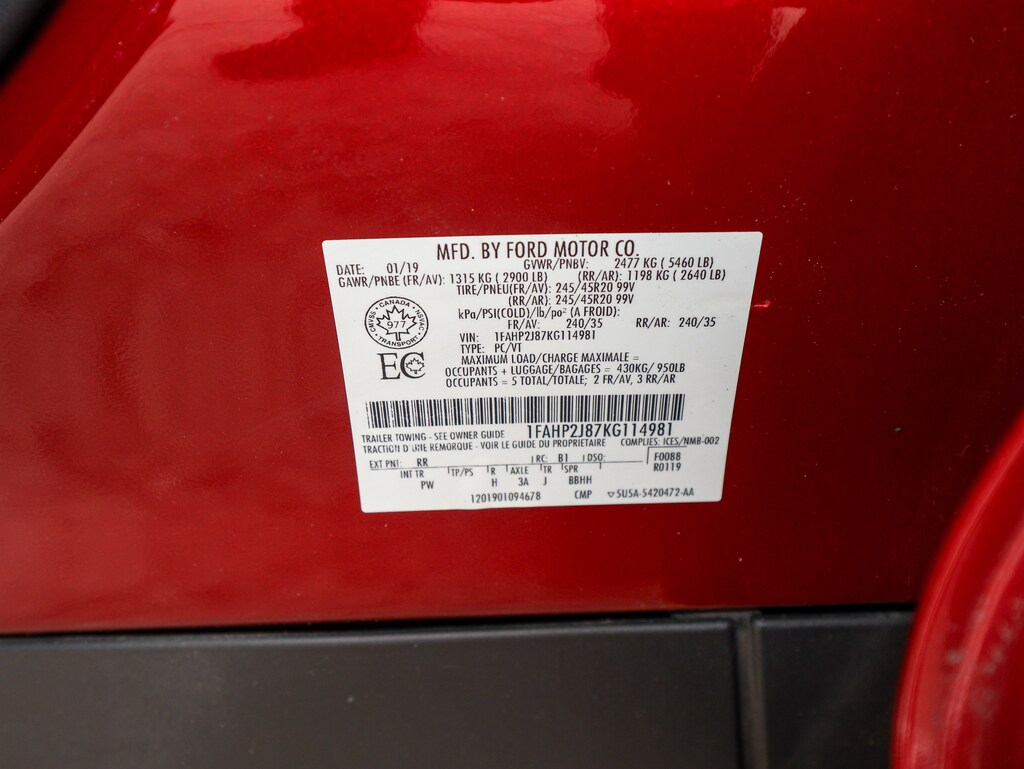 MFD. BY FORD MOTOR CO.
DATE: 01/19 GVWR/PNBV: 2477 KG ( 5460 LB)
GAWR/PNBE (FR/AV): 1315 KG ( 2900 LB) (RR/AR): 1198 KG ( 2640 LB)
TIRE/PNEU(FR/AV): 245/45R20 99V
(RR/AR): 245/45R20 99V
kPa/PSI(COLD)/lb/po² (A FROID):
FR/AV: 240/35 RR/AR: 240/35
CANADA
CMVSS 977 NSVAC
TRANSPORT
VIN: 1FAHP2J87KG114981
TYPE: PC/VT
EC
MAXIMUM LOAD/CHARGE MAXIMALE =
OCCUPANTS + LUGGAGE/BAGAGES = 430KG/ 950LB
OCCUPANTS = 5 TOTAL/TOTALE; 2 FR/AV, 3 RR/AR
1FAHP2J87KG114981
TRAILER TOWING - SEE OWNER GUIDE
TRACTION D'UNE REMORQUE - VOIR LE GUIDE DU PROPRIETAIRE COMPLIES: ICES/NMB-002
EXT PNT: RR RC: B1 DSO: F0088
INT TR TP/PS R AXLE TR SPR R0119
PW H 3A J BBHH
1201901094678 CMP ▽5U5A-5420472-AA